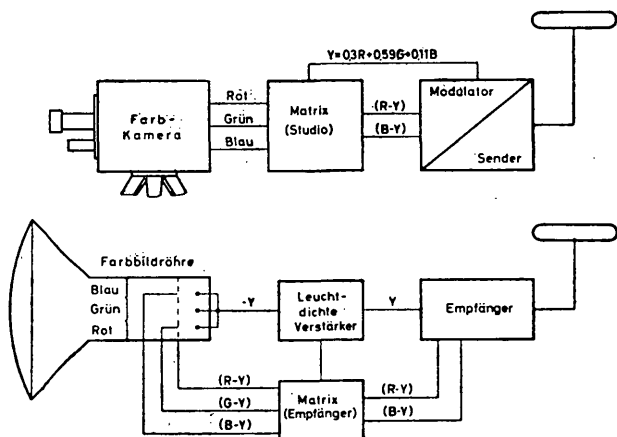 Y=0,3R+0,59G+0,11B
Farb-
Kamera
Rot
Grün
Blau
Matrix
(Studio)
(R-Y)
(B-Y)
Modulator
Sender
Farbbildröhre
Blau
Grün
Rot
-Y
Leucht-
dichte
Verstärker
Y
Empfänger
(R-Y)
(G-Y)
(B-Y)
Matrix
(Empfänger)
(R-Y)
(B-Y)